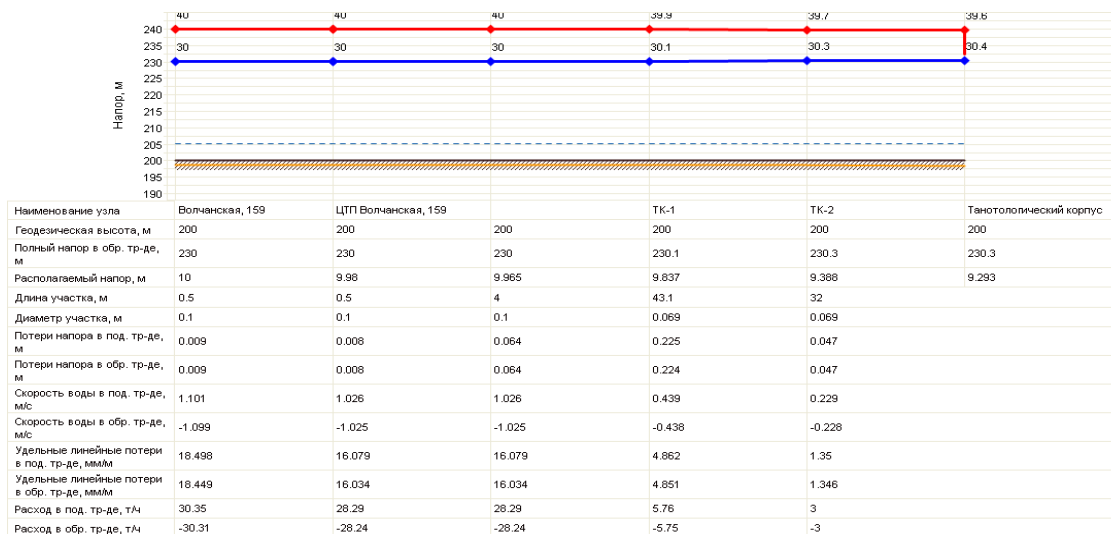 40 40 40 39.9 39.7 39.6
240
235 30 30 30 30.1 30.3 30.4
230
225
220
215
210
205
200
195
190
Напор, м
Наименование узла Волчанская, 159 ЦТП Волчанская, 159 ТК-1 ТК-2 Танотологический корпус
Геодезическая высота, м 200 200 200 200 200 200
Полный напор в обр. тр-де,
м 230 230 230 230.1 230.3 230.3
Располагаемый напор, м 10 9.98 9.965 9.837 9.388 9.293
Длина участка, м 0.5 0.5 4 43.1 32
Диаметр участка, м 0.1 0.1 0.1 0.069 0.069
Потери напора в под. тр-де,
м 0.009 0.008 0.064 0.225 0.047
Потери напора в обр. тр-де,
м 0.009 0.008 0.064 0.224 0.047
Скорость воды в под. тр-де,
м/с 1.101 1.026 1.026 0.439 0.229
Скорость воды в обр. тр-де,
м/с -1.099 -1.025 -1.025 -0.438 -0.228
Удельные линейные потери
в под. тр-де, мм/м 18.498 16.079 16.079 4.862 1.35
Удельные линейные потери
в обр. тр-де, мм/м 18.449 16.034 16.034 4.851 1.346
Расход в под. тр-де, т/ч 30.35 28.29 28.29 5.76 3
Расход в обр. тр-де, т/ч -30.31 -28.24 -28.24 -5.75 -3